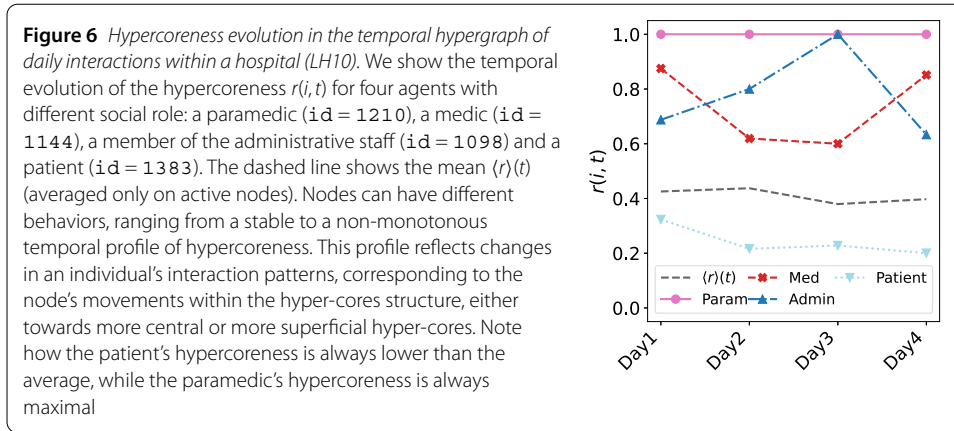 Figure 6 Hypercoreness evolution in the temporal hypergraph of
daily interactions within a hospital (LH10). We show the temporal
evolution of the hypercoreness r(i, t) for four agents with
different social role: a paramedic (id = 1210), a medic (id =
1144), a member of the administrative staff (id = 1098) and a
patient (id = 1383). The dashed line shows the mean ⟨r⟩(t)
(averaged only on active nodes). Nodes can have different
behaviors, ranging from a stable to a non-monotonous
temporal profile of hypercoreness. This profile reflects changes
in an individual's interaction patterns, corresponding to the
node's movements within the hyper-cores structure, either
towards more central or more superficial hyper-cores. Note
how the patient's hypercoreness is always lower than the
average, while the paramedic's hypercoreness is always
maximal
r(i, t)
1.0
0.8
0.6
0.4
0.2
0.0
⟨r⟩(t) Med Patient
Param Admin
Day1 Day2 Day3 Day4